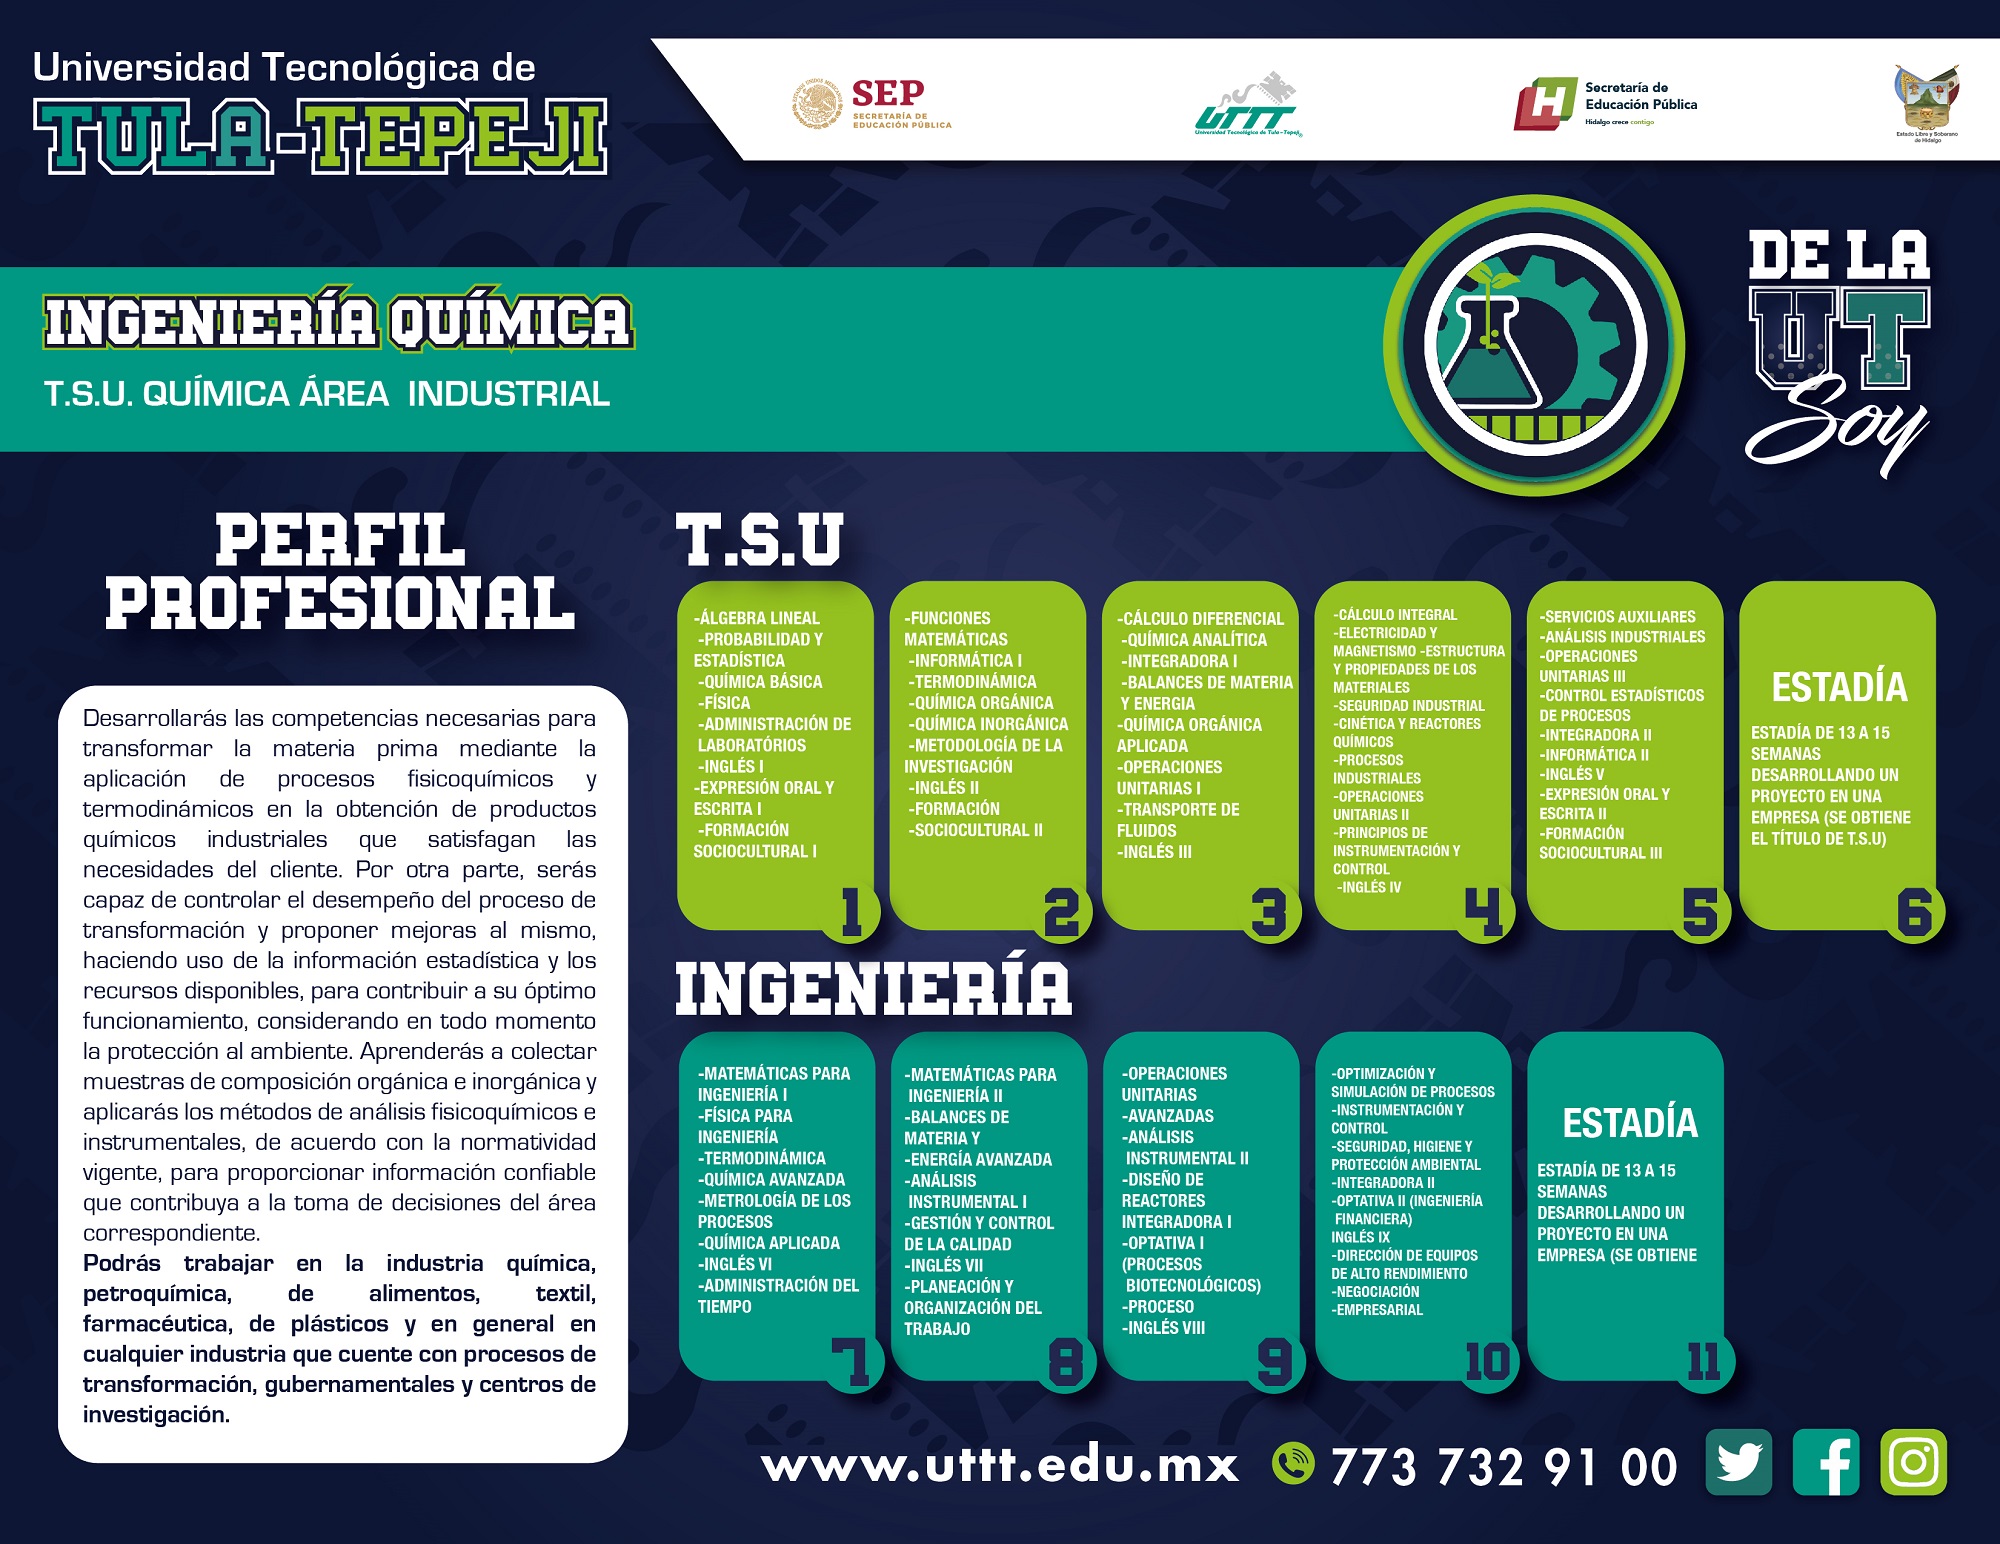 Universidad Tecnológica de
TULA-TEPEJI
SEP
SECRETARÍA DE
EDUCACIÓN PÚBLICA
UTTT
Universidad Tecnológica de Tula-Tepeji
H
Secretaría de
Educación Pública
Hidalgo crece contigo
Estado Libre y Soberano
de Hidalgo
INGENIERÍA QUÍMICA
T.S.U. QUÍMICA ÁREA INDUSTRIAL
DE LA
UT
Soy
PERFIL
PROFESIONAL
Desarrollarás las competencias necesarias para
transformar la materia prima mediante la
aplicación de procesos fisicoquímicos y
termodinámicos en la obtención de productos
químicos industriales que satisfagan las
necesidades del cliente. Por otra parte, serás
capaz de controlar el desempeño del proceso de
transformación y proponer mejoras al mismo,
haciendo uso de la información estadística y los
recursos disponibles, para contribuir a su óptimo
funcionamiento, considerando en todo momento
la protección al ambiente. Aprenderás a colectar
muestras de composición orgánica e inorgánica y
aplicarás los métodos de análisis fisicoquímicos e
instrumentales, de acuerdo con la normatividad
vigente, para proporcionar información confiable
que contribuya a la toma de decisiones del área
correspondiente.
Podrás trabajar en la industria química,
petroquímica, de alimentos, textil,
farmacéutica, de plásticos y en general en
cualquier industria que cuente con procesos de
transformación, gubernamentales y centros de
investigación.
T.S.U
-ÁLGEBRA LINEAL
-PROBABILIDAD Y
ESTADÍSTICA
-QUÍMICA BÁSICA
-FÍSICA
-ADMINISTRACIÓN DE
LABORATÓRIOS
-INGLÉS I
-EXPRESIÓN ORAL Y
ESCRITA I
-FORMACIÓN
SOCIOCULTURAL I
1
-FUNCIONES
MATEMÁTICAS
-INFORMÁTICA I
-TERMODINÁMICA
-QUÍMICA ORGÁNICA
-QUÍMICA INORGÁNICA
-METODOLOGÍA DE LA
INVESTIGACIÓN
-INGLÉS II
-FORMACIÓN
-SOCIOCULTURAL II
2
-CÁLCULO DIFERENCIAL
-QUÍMICA ANALÍTICA
-INTEGRADORA I
-BALANCES DE MATERIA
Y ENERGIA
-QUÍMICA ORGÁNICA
APLICADA
-OPERACIONES
UNITARIAS I
-TRANSPORTE DE
FLUIDOS
-INGLÉS III
3
-CÁLCULO INTEGRAL
-ELECTRICIDAD Y
MAGNETISMO -ESTRUCTURA
Y PROPIEDADES DE LOS
MATERIALES
-SEGURIDAD INDUSTRIAL
-CINÉTICA Y REACTORES
QUÍMICOS
-PROCESOS
INDUSTRIALES
-OPERACIONES
UNITARIAS II
-PRINCIPIOS DE
INSTRUMENTACIÓN Y
CONTROL
-INGLÉS IV
4
-SERVICIOS AUXILIARES
-ANÁLISIS INDUSTRIALES
-OPERACIONES
UNITARIAS III
-CONTROL ESTADÍSTICOS
DE PROCESOS
-INTEGRADORA II
-INFORMÁTICA II
-INGLÉS V
-EXPRESIÓN ORAL Y
ESCRITA II
-FORMACIÓN
SOCIOCULTURAL III
5
ESTADÍA
ESTADÍA DE 13 A 15
SEMANAS
DESARROLLANDO UN
PROYECTO EN UNA
EMPRESA (SE OBTIENE
EL TÍTULO DE T.S.U)
6
INGENIERÍA
-MATEMÁTICAS PARA
INGENIERÍA I
-FÍSICA PARA
INGENIERÍA
-TERMODINÁMICA
-QUÍMICA AVANZADA
-METROLOGÍA DE LOS
PROCESOS
-QUÍMICA APLICADA
-INGLÉS VI
-ADMINISTRACIÓN DEL
TIEMPO
7
-MATEMÁTICAS PARA
INGENIERÍA II
-BALANCES DE
MATERIA Y
-ENERGÍA AVANZADA
-ANÁLISIS
INSTRUMENTAL I
-GESTIÓN Y CONTROL
DE LA CALIDAD
-INGLÉS VII
-PLANEACIÓN Y
ORGANIZACIÓN DEL
TRABAJO
8
-OPERACIONES
UNITARIAS
-AVANZADAS
-ANÁLISIS
INSTRUMENTAL II
-DISEÑO DE
REACTORES
INTEGRADORA I
-OPTATIVA I
(PROCESOS
BIOTECNOLÓGICOS)
-PROCESO
-INGLÉS VIII
9
-OPTIMIZACIÓN Y
SIMULACIÓN DE PROCESOS
-INSTRUMENTACIÓN Y
CONTROL
-SEGURIDAD, HIGIENE Y
PROTECCIÓN AMBIENTAL
-INTEGRADORA II
-OPTATIVA II (INGENIERÍA
FINANCIERA)
INGLÉS IX
-DIRECCIÓN DE EQUIPOS
DE ALTO RENDIMIENTO
-NEGOCIACIÓN
-EMPRESARIAL
10
ESTADÍA
ESTADÍA DE 13 A 15
SEMANAS
DESARROLLANDO UN
PROYECTO EN UNA
EMPRESA (SE OBTIENE
11
www.uttt.edu.mx
773 732 91 00